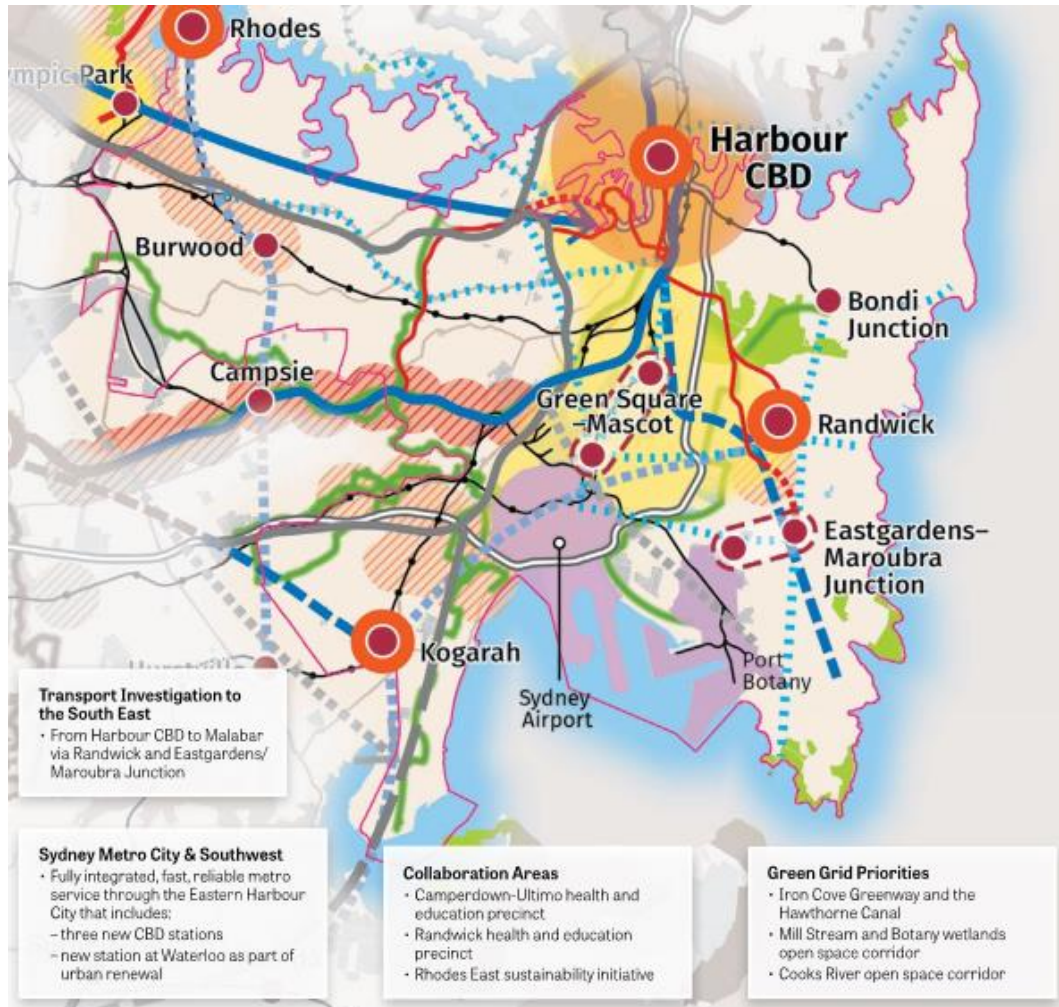 Rhodes
ympic Park
Harbour
CBD
Burwood
Bondi
Junction
Campsie
Green Square
–Mascot
Randwick
Eastgardens–
Maroubra
Junction
Kogarah
Hurstville
Port
Botany
Sydney
Airport
Transport Investigation to
the South East
• From Harbour CBD to Malabar
via Randwick and Eastgardens/
Maroubra Junction
Sydney Metro City & Southwest
• Fully integrated, fast, reliable metro
service through the Eastern Harbour
City that includes;
– three new CBD stations
– new station at Waterloo as part of
urban renewal
Collaboration Areas
• Camperdown-Ultimo health and
education precinct
• Randwick health and education
precinct
• Rhodes East sustainability initiative
Green Grid Priorities
• Iron Cove Greenway and the
Hawthorne Canal
• Mill Stream and Botany wetlands
open space corridor
• Cooks River open space corridor